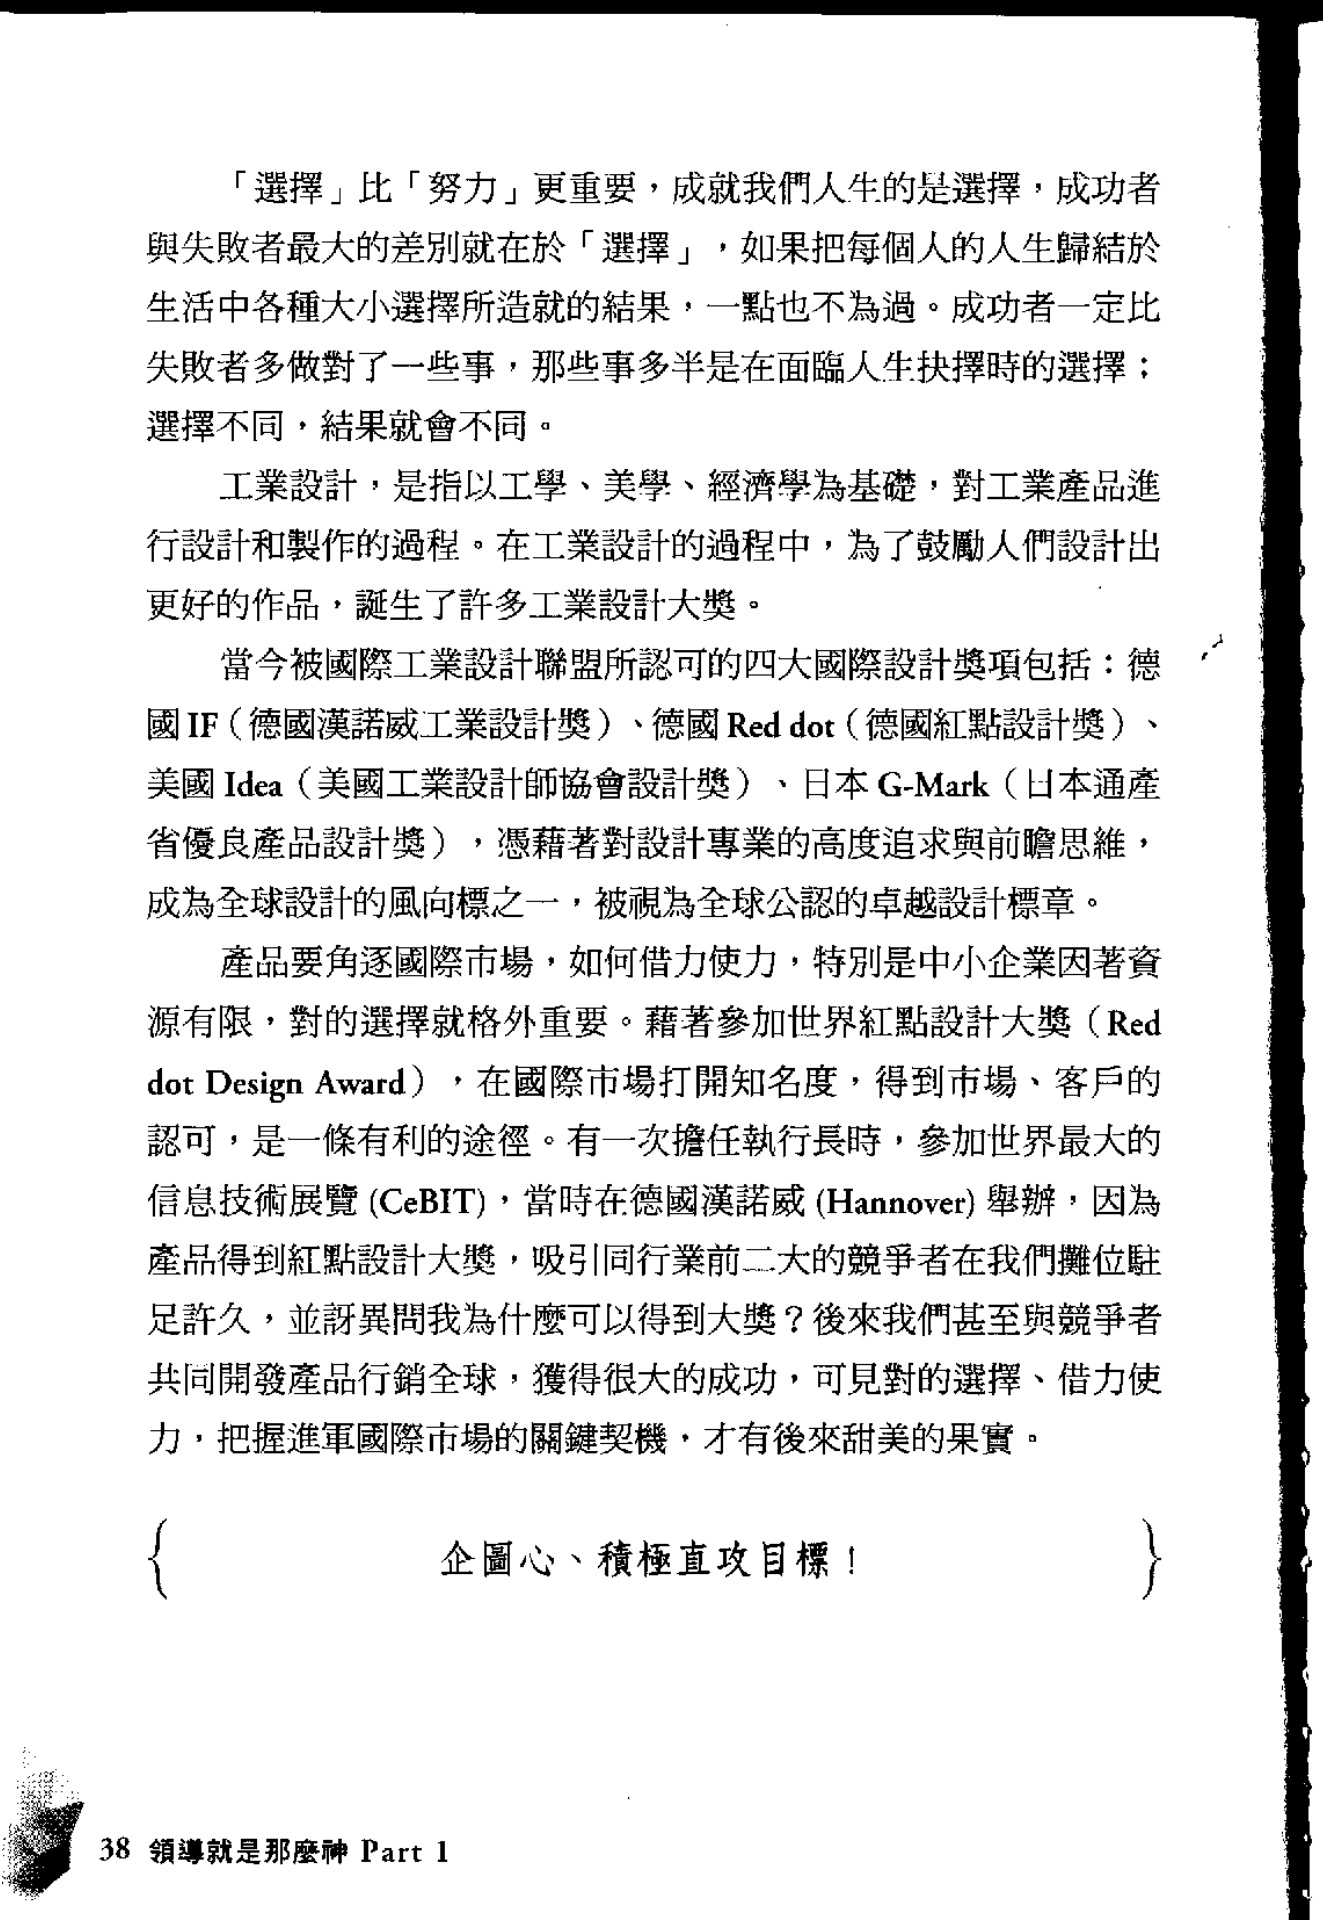 「選擇」比「努力」更重要，成就我們人生的是選擇，成功者
與失敗者最大的差別就在於「選擇」，如果把每個人的人生歸結於
生活中各種大小選擇所造就的結果，一點也不為過。成功者一定比
失敗者多做對了一些事，那些事多半是在面臨人生抉擇時的選擇；
選擇不同，結果就會不同。
工業設計，是指以工學、美學、經濟學為基礎，對工業產品進
行設計和製作的過程。在工業設計的過程中，為了鼓勵人們設計出
更好的作品，誕生了許多工業設計大獎。
當今被國際工業設計聯盟所認可的四大國際設計獎項包括：德
國 IF（德國漢諾威工業設計獎）、德國 Red dot（德國紅點設計獎）、
美國 Idea（美國工業設計師協會設計獎）、日本 G-Mark（日本通產
省優良產品設計獎），憑藉著對設計專業的高度追求與前瞻思維，
成為全球設計的風向標之一，被視為全球公認的卓越設計標章。
產品要角逐國際市場，如何借力使力，特別是中小企業因著資
源有限，對的選擇就格外重要。藉著參加世界紅點設計大獎（Red
dot Design Award），在國際市場打開知名度，得到市場、客戶的
認可，是一條有利的途徑。有一次擔任執行長時，參加世界最大的
信息技術展覽 (CeBIT)，當時在德國漢諾威 (Hannover) 舉辦，因為
產品得到紅點設計大獎，吸引同行業前二大的競爭者在我們攤位駐
足許久，並訝異問我為什麼可以得到大獎？後來我們甚至與競爭者
共同開發產品行銷全球，獲得很大的成功，可見對的選擇、借力使
力，把握進軍國際市場的關鍵契機，才有後來甜美的果實。
{ 企圖心、積極直攻目標！ }
38 領導就是那麼神 Part 1